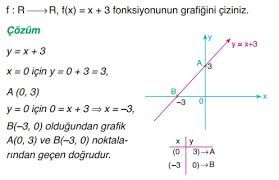 f : R ⟶ R, f(x) = x + 3 fonksiyonunun grafiğini çiziniz.
Çözüm
y = x + 3
x = 0 için y = 0 + 3 = 3,
A (0, 3)
y = 0 için 0 = x + 3 ⇒ x = –3,
B(–3, 0) olduğundan grafik
A(0, 3) ve B(–3, 0) noktala-
rından geçen doğrudur.
y
y = x+3
A
3
B
–3
0
x
x y
(0 3)→A
(–3 0)→B